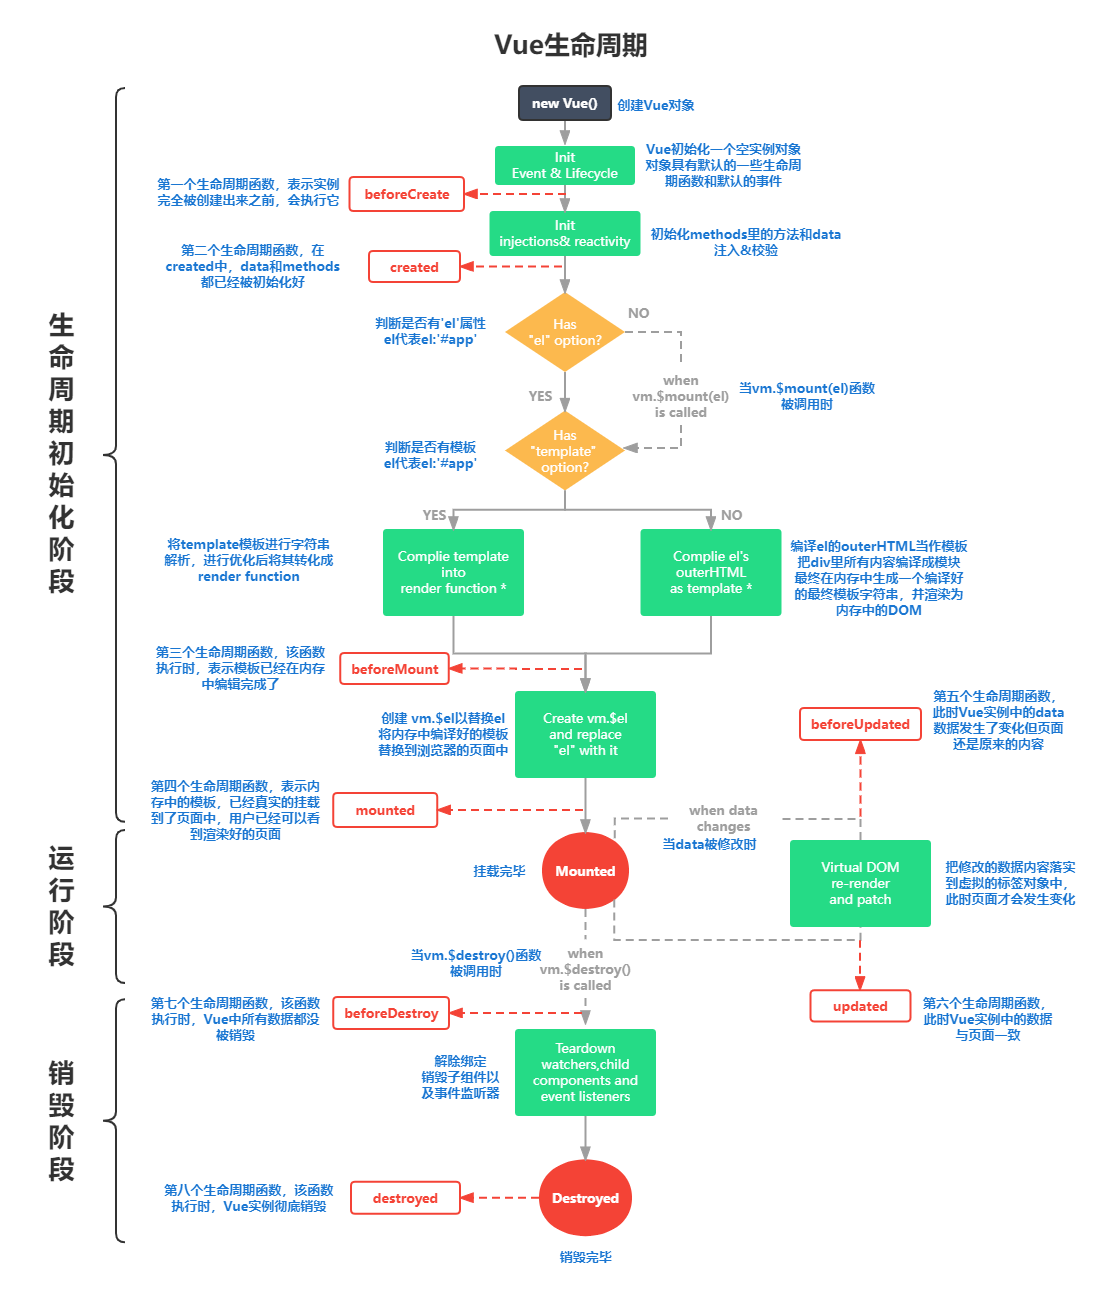 Vue生命周期
new Vue()
创建Vue对象
Init
Event & Lifecycle
Vue初始化一个空实例对象
对象具有默认的一些生命周
期函数和默认的事件
第一个生命周期函数，表示实例
完全被创建出来之前，会执行它
beforeCreate
Init
injections& reactivity
初始化methods里的方法和data
注入&校验
第二个生命周期函数，在
created中，data和methods
都已经被初始化好
created
生命周期初始化阶段
判断是否有'el'属性
el代表el:'#app'
Has
"el" option?
NO
when
vm.$mount(el)
is called
当vm.$mount(el)函数
被调用时
YES
判断是否有模板
el代表el:'#app'
Has
"template"
option?
YES
NO
将template模板进行字符串
解析，进行优化后将其转化成
render function
Complie template
into
render function *
Complie el's
outerHTML
as template *
编译el的outerHTML当作模板
把div里所有内容编译成模块
最终在内存中生成一个编译好
的最终模板字符串，并渲染为
内存中的DOM
第三个生命周期函数，该函数
执行时，表示模板已经在内存
中编辑完成了
beforeMount
创建 vm.$el以替换el
将内存中编译好的模板
替换到浏览器的页面中
Create vm.$el
and replace
"el" with it
beforeUpdated
第五个生命周期函数，
此时Vue实例中的data
数据发生了变化但页面
还是原来的内容
第四个生命周期函数，表示内
存中的模板，已经真实的挂载
到了页面中，用户已经可以看
到渲染好的页面
mounted
when data
changes
当data被修改时
运行阶段
挂载完毕
Mounted
Virtual DOM
re-render
and patch
把修改的数据内容落实
到虚拟的标签对象中，
此时页面才会发生变化
当vm.$destroy()函数
被调用时
when
vm.$destroy()
is called
第七个生命周期函数，该函数
执行时，Vue中所有数据都没
被销毁
beforeDestroy
updated
第六个生命周期函数，
此时Vue实例中的数据
与页面一致
销毁阶段
解除绑定
销毁子组件以
及事件监听器
Teardown
watchers,child
components and
event listeners
第八个生命周期函数，该函数
执行时，Vue实例彻底销毁
destroyed
Destroyed
销毁完毕